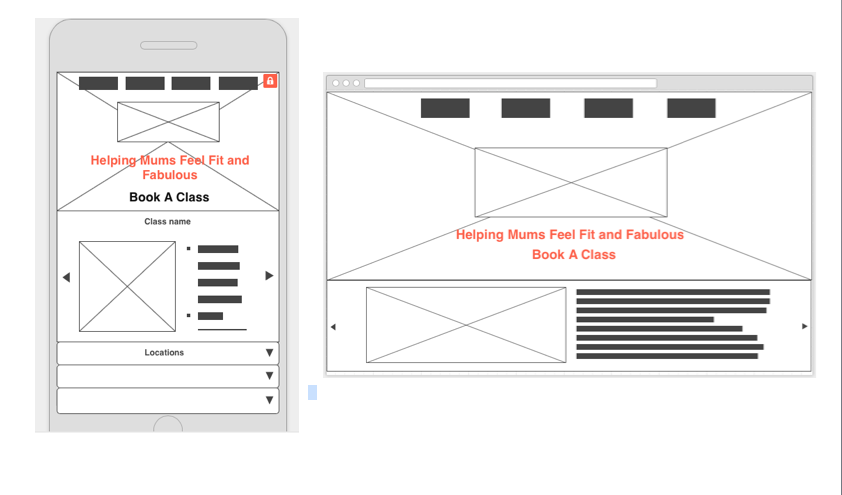 Helping Mums Feel Fit and
Fabulous
Book A Class
Class name
Locations
Helping Mums Feel Fit and Fabulous
Book A Class